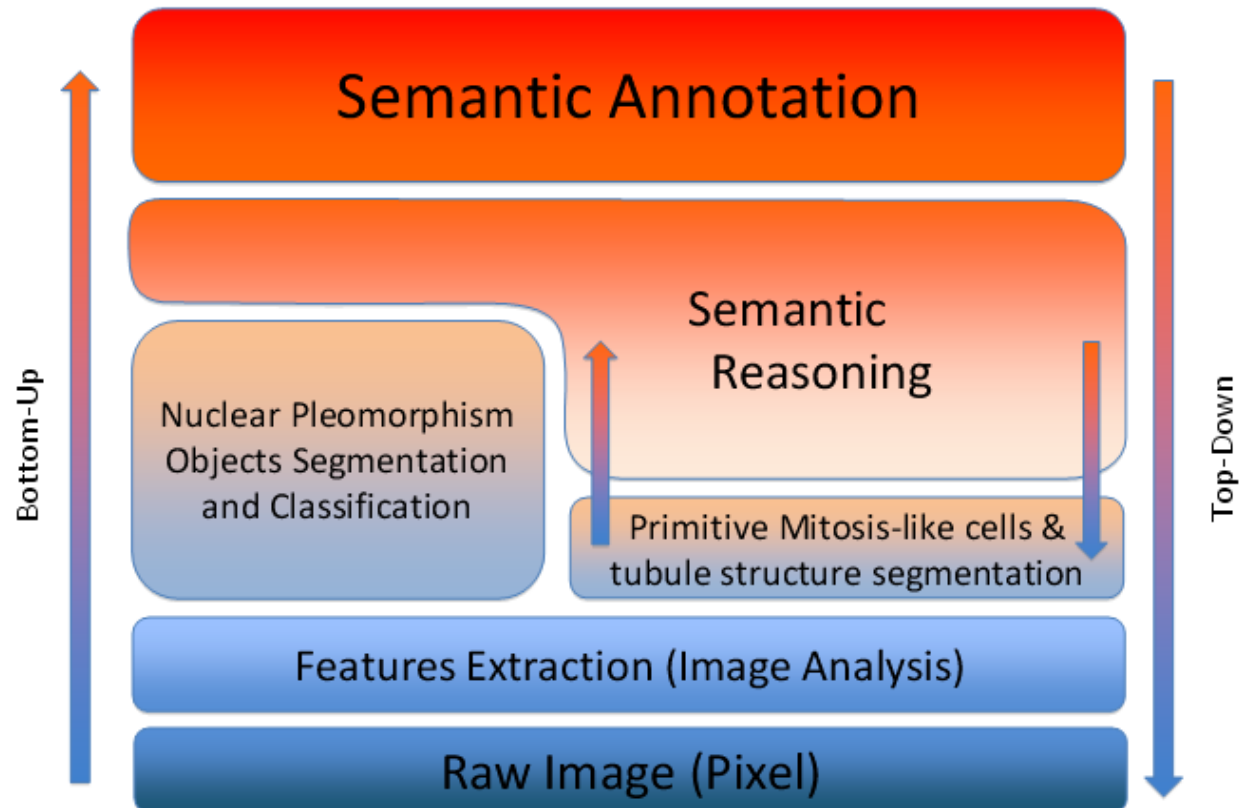 Semantic Annotation
Semantic
Reasoning
Nuclear Pleomorphism
Objects Segmentation
and Classification
Primitive Mitosis-like cells &
tubule structure segmentation
Features Extraction (Image Analysis)
Raw Image (Pixel)
Bottom-Up
Top-Down